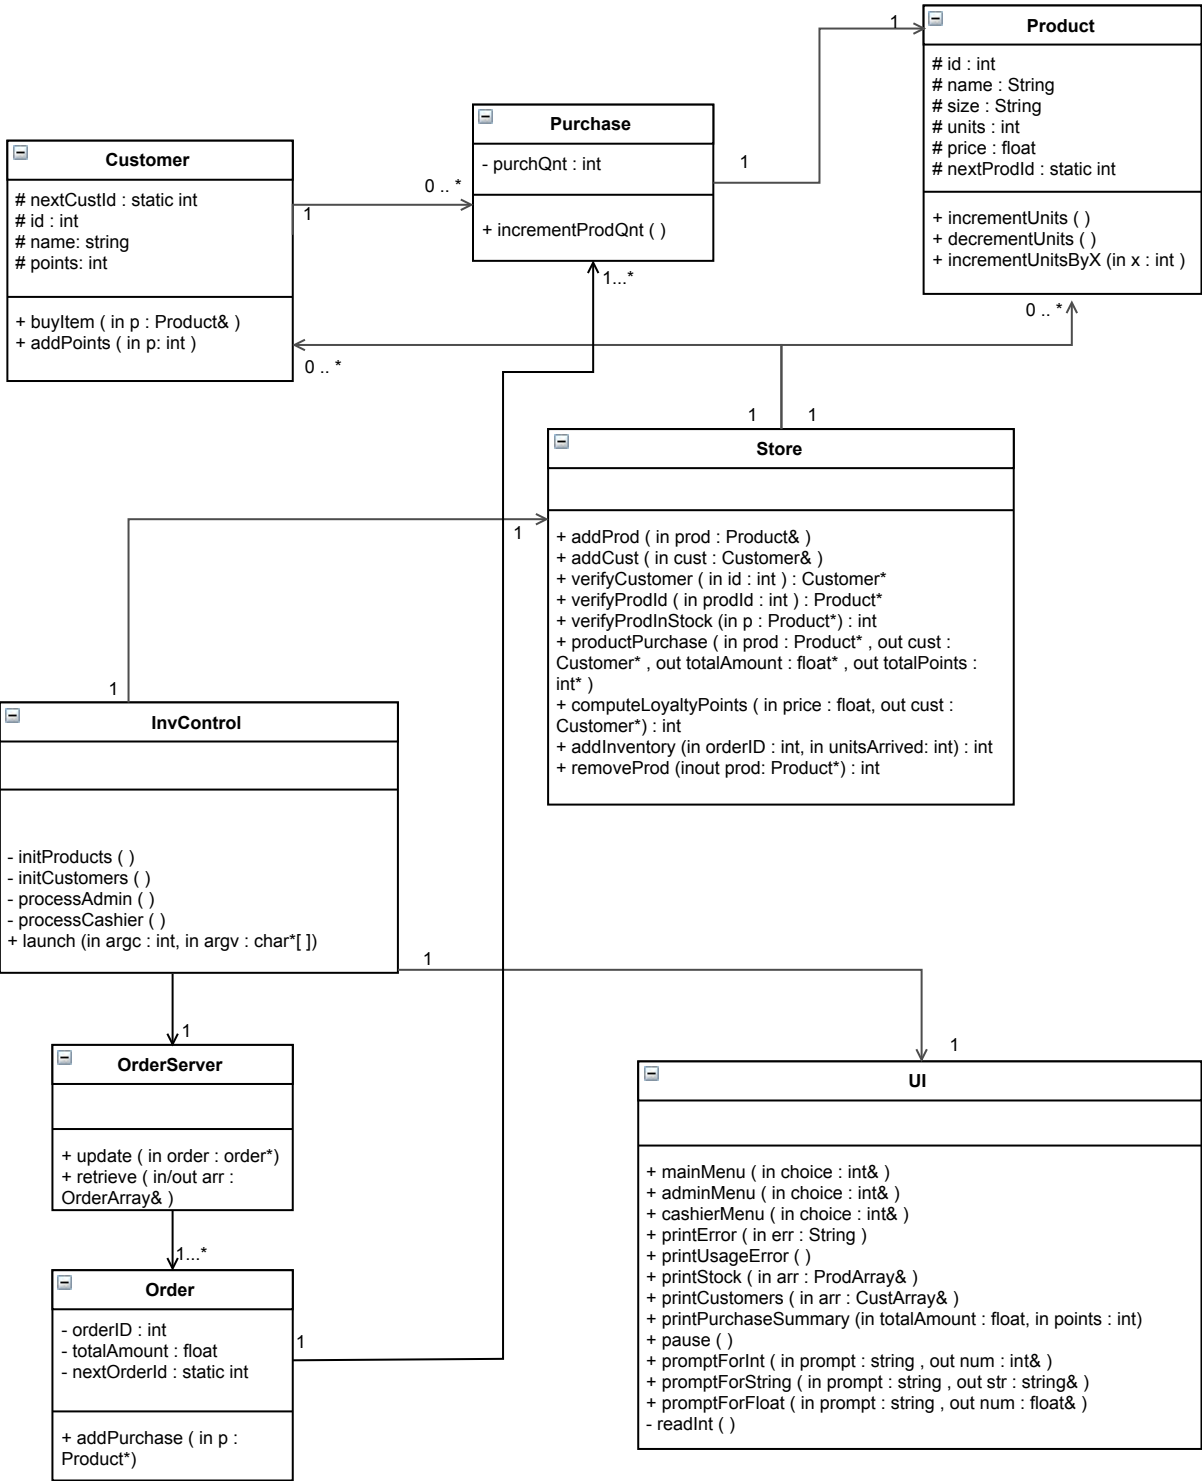 1
Product
# id : int
# name : String
# size : String
# units : int
# price : float
# nextProdId : static int
+ incrementUnits ( )
+ decrementUnits ( )
+ incrementUnitsByX (in x : int )
Purchase
- purchQnt : int
+ incrementProdQnt ( )
1
Customer
# nextCustId : static int
# id : int
# name: string
# points: int
+ buyItem ( in p : Product& )
+ addPoints ( in p: int )
0 .. *
1
1...*
0 .. *
0 .. *
1
1
Store
+ addProd ( in prod : Product& )
+ addCust ( in cust : Customer& )
+ verifyCustomer ( in id : int ) : Customer*
+ verifyProdId ( in prodId : int ) : Product*
+ verifyProdInStock (in p : Product*) : int
+ productPurchase ( in prod : Product* , out cust :
Customer* , out totalAmount : float* , out totalPoints :
int* )
+ computeLoyaltyPoints ( in price : float, out cust :
Customer*) : int
+ addInventory (in orderID : int, in unitsArrived: int) : int
+ removeProd (inout prod: Product*) : int
1
1
InvControl
- initProducts ( )
- initCustomers ( )
- processAdmin ( )
- processCashier ( )
+ launch (in argc : int, in argv : char*[ ])
1
1
OrderServer
+ update ( in order : order*)
+ retrieve ( in/out arr :
OrderArray& )
1...*
Order
- orderID : int
- totalAmount : float
- nextOrderId : static int
+ addPurchase ( in p :
Product*)
1
1
UI
+ mainMenu ( in choice : int& )
+ adminMenu ( in choice : int& )
+ cashierMenu ( in choice : int& )
+ printError ( in err : String )
+ printUsageError ( )
+ printStock ( in arr : ProdArray& )
+ printCustomers ( in arr : CustArray& )
+ printPurchaseSummary (in totalAmount : float, in points : int)
+ pause ( )
+ promptForInt ( in prompt : string , out num : int& )
+ promptForString ( in prompt : string , out str : string& )
+ promptForFloat ( in prompt : string , out num : float& )
- readInt ( )